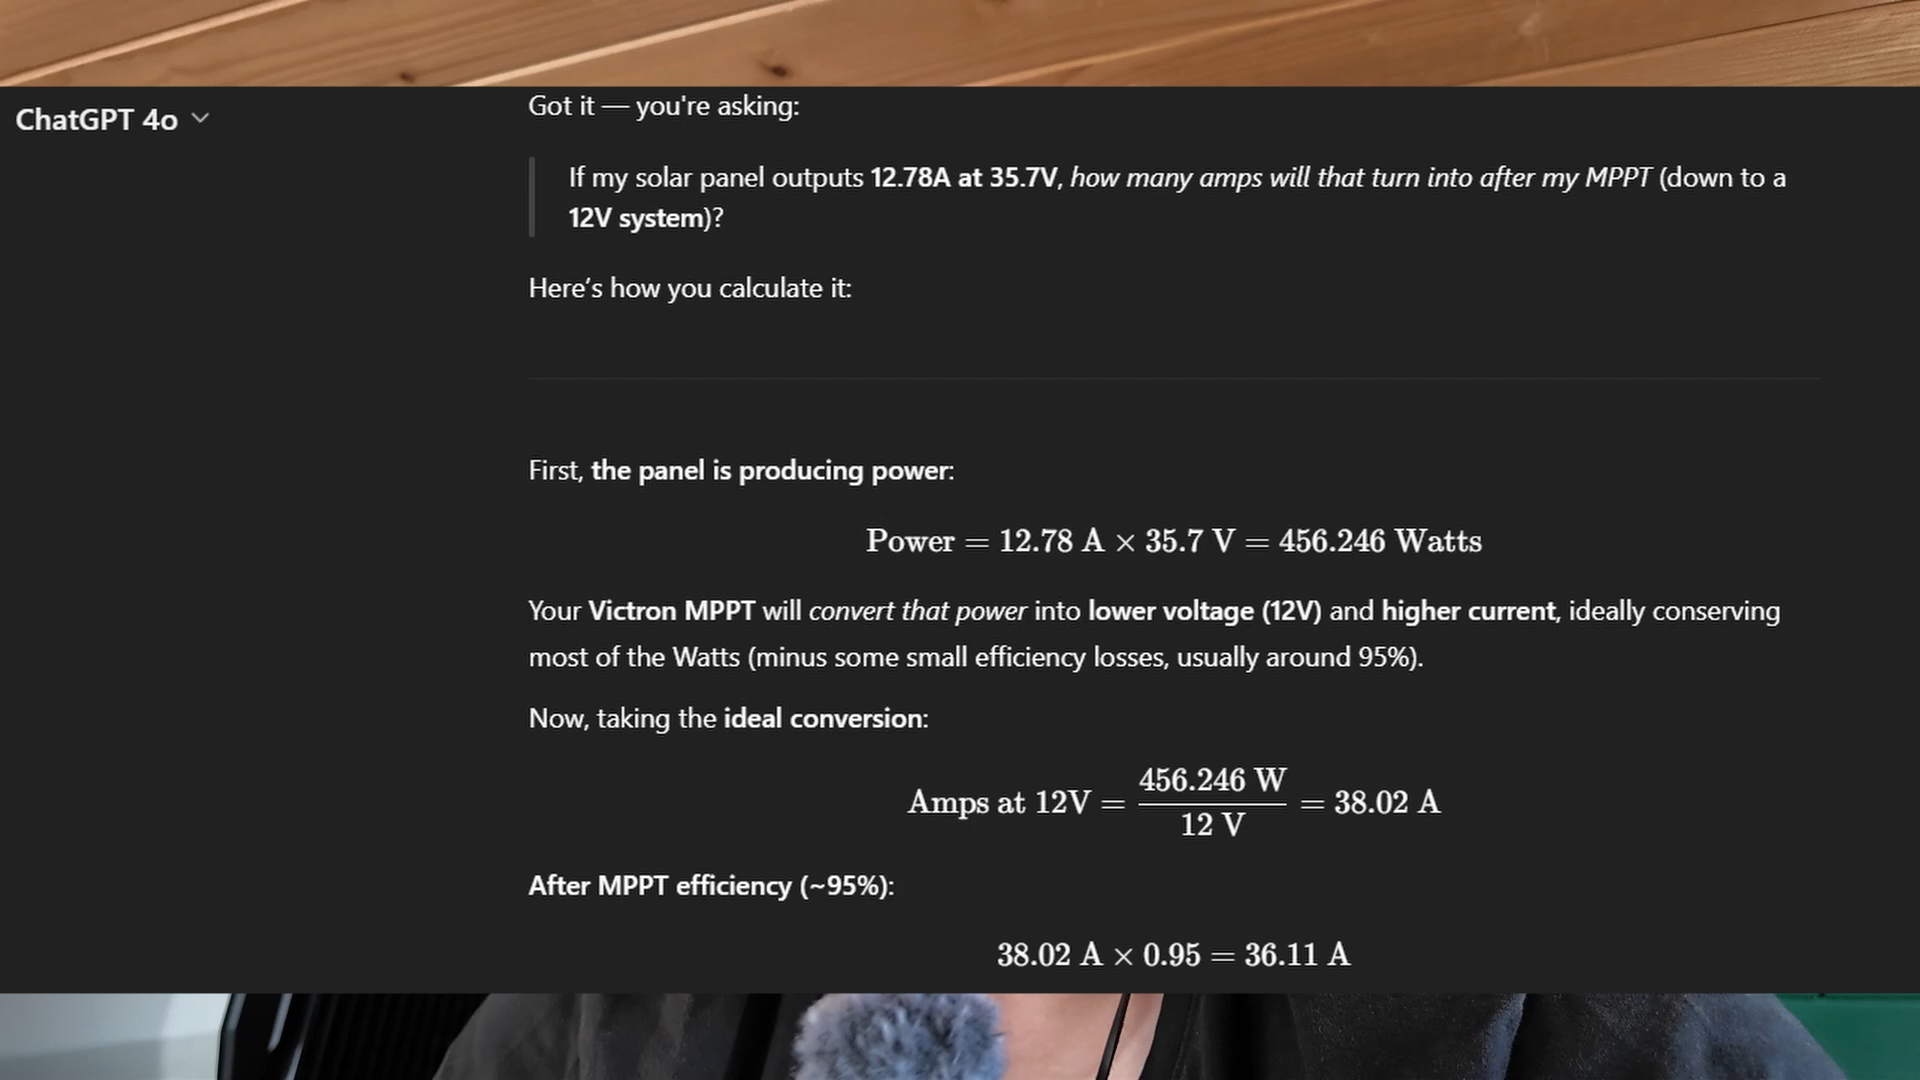 ChatGPT 4o
Got it — you're asking:
If my solar panel outputs 12.78A at 35.7V, how many amps will that turn into after my MPPT (down to a
12V system)?
Here’s how you calculate it:
First, the panel is producing power:
Power = 12.78 A × 35.7 V = 456.246 Watts
Your Victron MPPT will convert that power into lower voltage (12V) and higher current, ideally conserving
most of the Watts (minus some small efficiency losses, usually around 95%).
Now, taking the ideal conversion:
Amps at 12V = 456.246 W / 12 V = 38.02 A
After MPPT efficiency (~95%):
38.02 A × 0.95 = 36.11 A